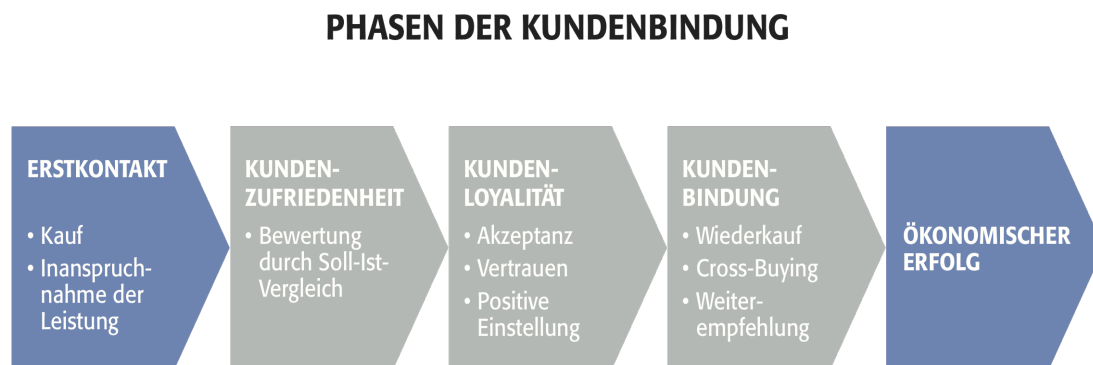 PHASEN DER KUNDENBINDUNG
ERSTKONTAKT
• Kauf
• Inanspruch-
nahme der
Leistung
KUNDEN-
ZUFRIEDENHEIT
• Bewertung
durch Soll-Ist-
Vergleich
KUNDEN-
LOYALITÄT
• Akzeptanz
• Vertrauen
• Positive
Einstellung
KUNDEN-
BINDUNG
• Wiederkauf
• Cross-Buying
• Weiter-
empfehlung
ÖKONOMISCHER
ERFOLG